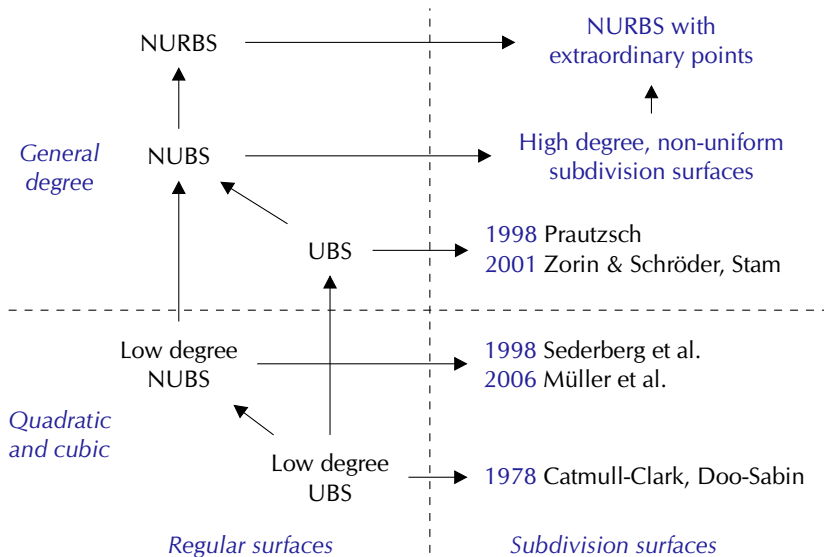 NURBS
NURBS with
extraordinary points
General
degree
NUBS
High degree, non-uniform
subdivision surfaces
UBS
1998 Prautzsch
2001 Zorin & Schröder, Stam
Low degree
NUBS
1998 Sederberg et al.
2006 Müller et al.
Quadratic
and cubic
Low degree
UBS
1978 Catmull-Clark, Doo-Sabin
Regular surfaces
Subdivision surfaces